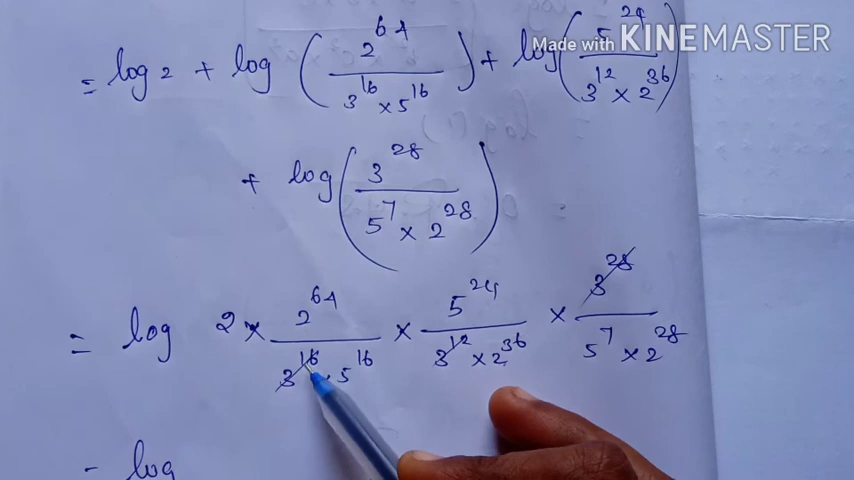 = log 2 + log (2^64 / 3^16 × 5^16) + log (5^24 / 3^12 × 2^36)
Made with KINEMASTER
+ log (3^28 / 5^7 × 2^28)
= log 2 × 2^64 / 3^16 · 5^16 × 5^24 / 3^12 × 2^36 × 3^28 / 5^7 × 2^28
= log